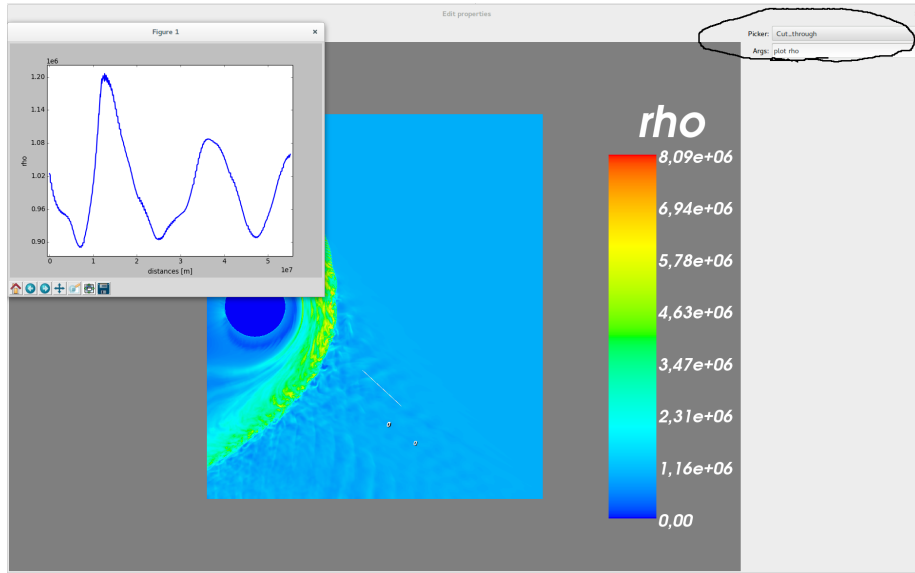 Edit properties
Figure 1
×
Picker: Cut_through
Args: plot rho
1e6
1.20
1.14
1.08
1.02
0.96
0.90
rho
0 1 2 3 4 5
1e7
distances [m]
rho
8,09e+06
6,94e+06
5,78e+06
4,63e+06
3,47e+06
2,31e+06
1,16e+06
0,00